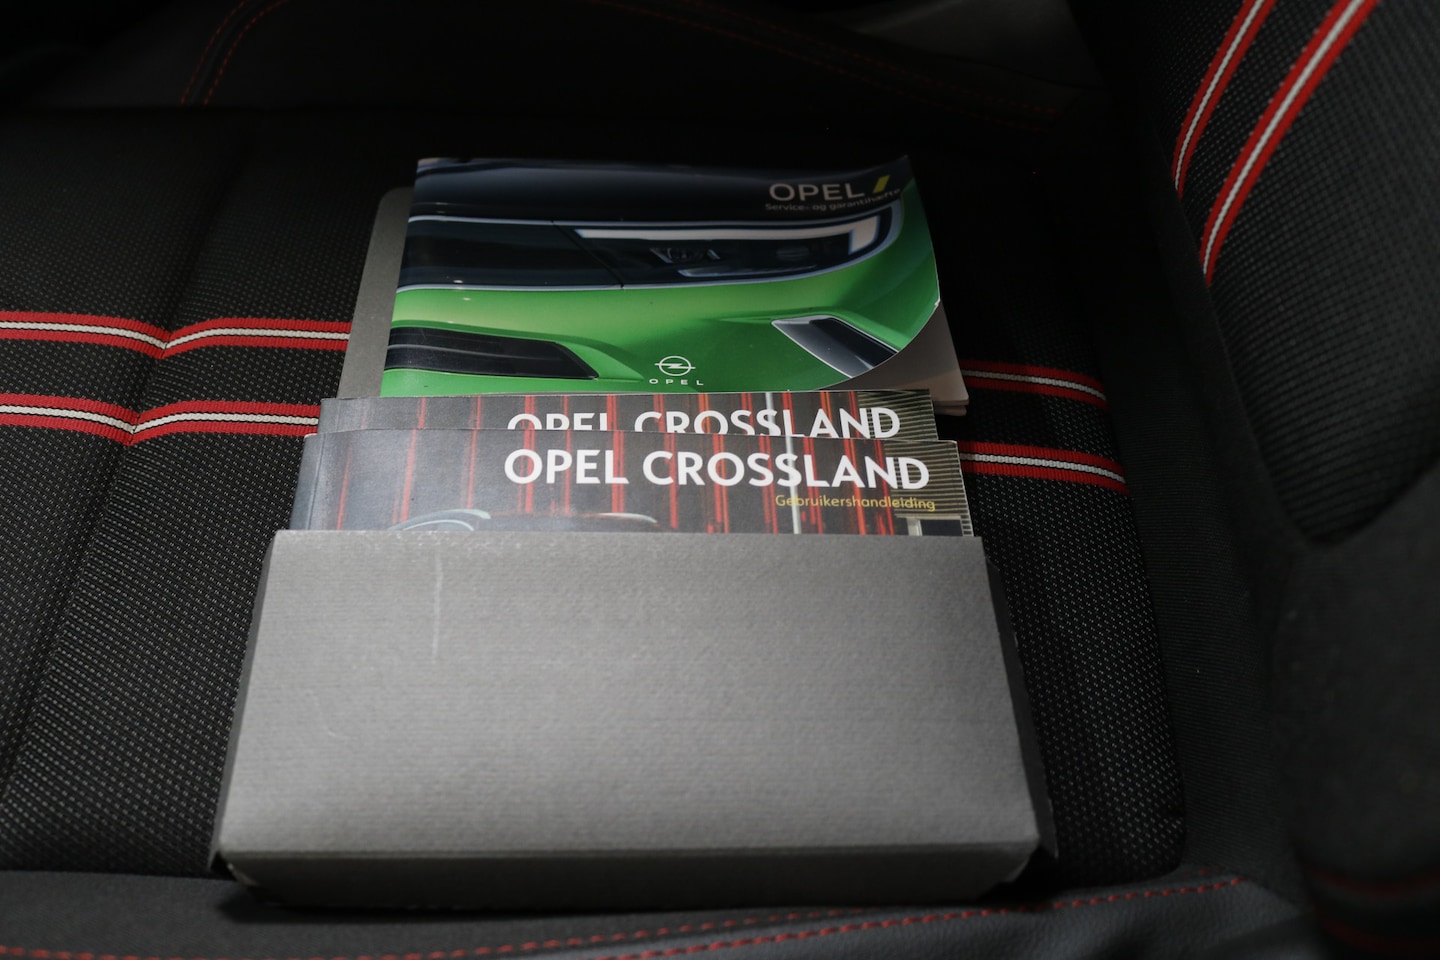 OPEL
Service- og garantihæfte
OPEL
OPEL CROSSLAND
OPEL CROSSLAND
Gebruikershandleiding